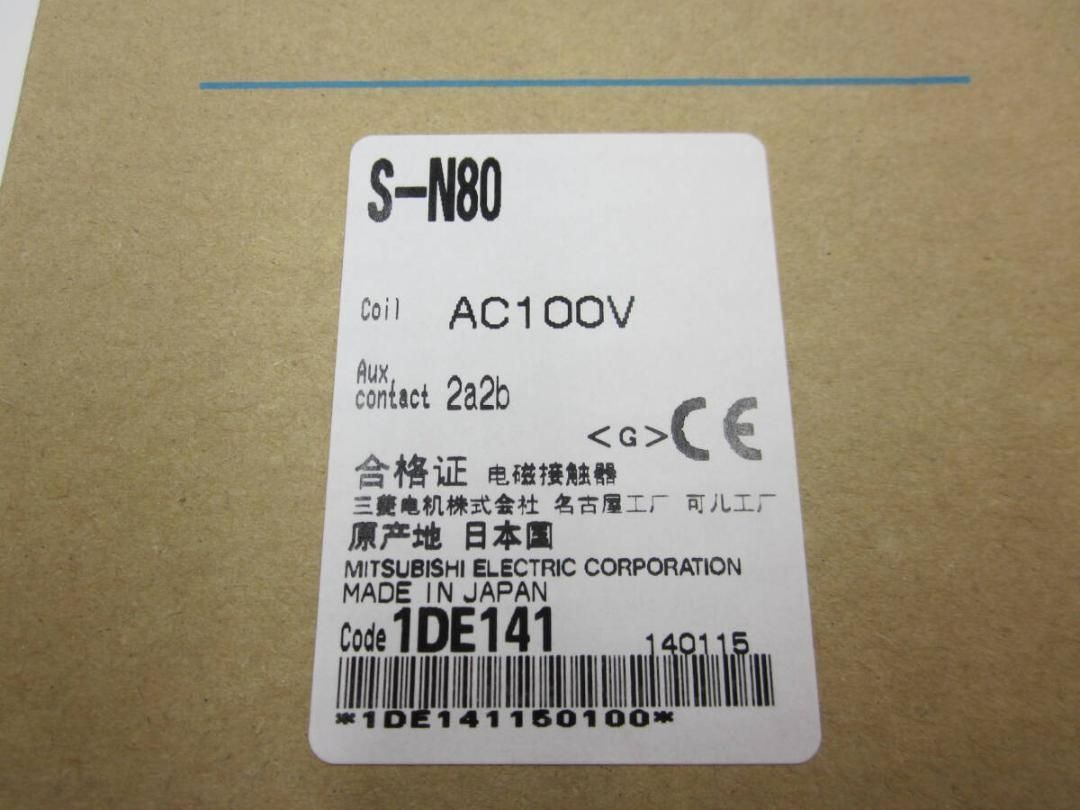 S-N80
Coil AC100V
Aux.
contact 2a2b
<G> CE
合格证 电磁接触器
三菱电机株式会社 名古屋工厂 可儿工厂
原产地 日本国
MITSUBISHI ELECTRIC CORPORATION
MADE IN JAPAN
Code 1DE141 140115
*1DE141150100*